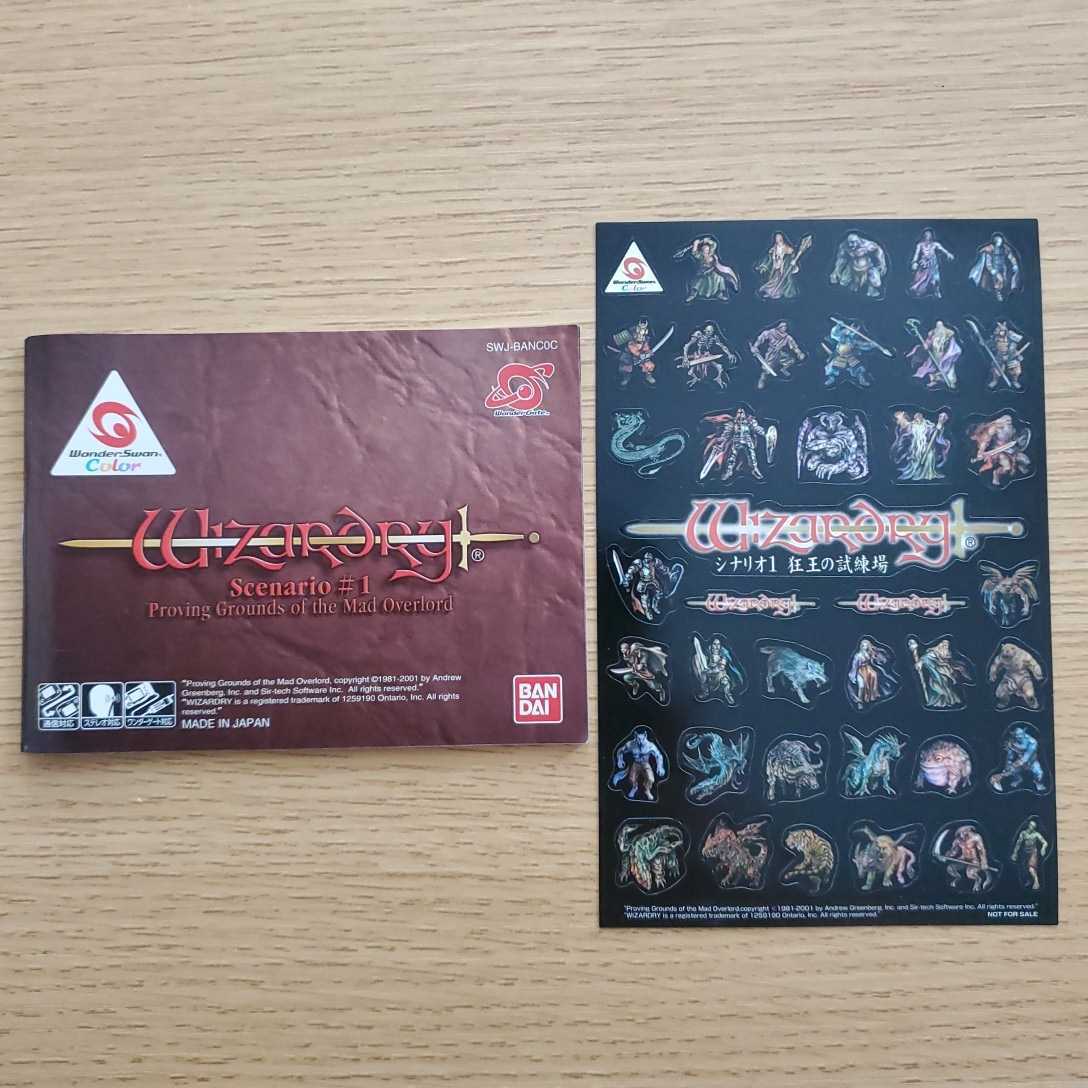 SWJ-BANC0C
WonderGate™
WonderSwan™
Color
Wizardry®
Scenario #1
Proving Grounds of the Mad Overlord
通信対応
ステレオ対応
ワンダーゲート対応
"Proving Grounds of the Mad Overlord, copyright ©1981-2001 by Andrew
Greenberg, Inc. and Sir-tech Software Inc. All rights reserved."
"WIZARDRY is a registered trademark of 1259190 Ontario, Inc. All rights
reserved."
MADE IN JAPAN
BAN
DAI
WonderSwan™
Color
Wizardry®
シナリオ1 狂王の試練場
Wizardry
Wizardry
"Proving Grounds of the Mad Overlord,copyright ©1981-2001 by Andrew Greenberg, Inc. and Sir-tech Software Inc. All rights reserved."
"WIZARDRY is a registered trademark of 1259190 Ontario, Inc. All rights reserved.
NOT FOR SALE